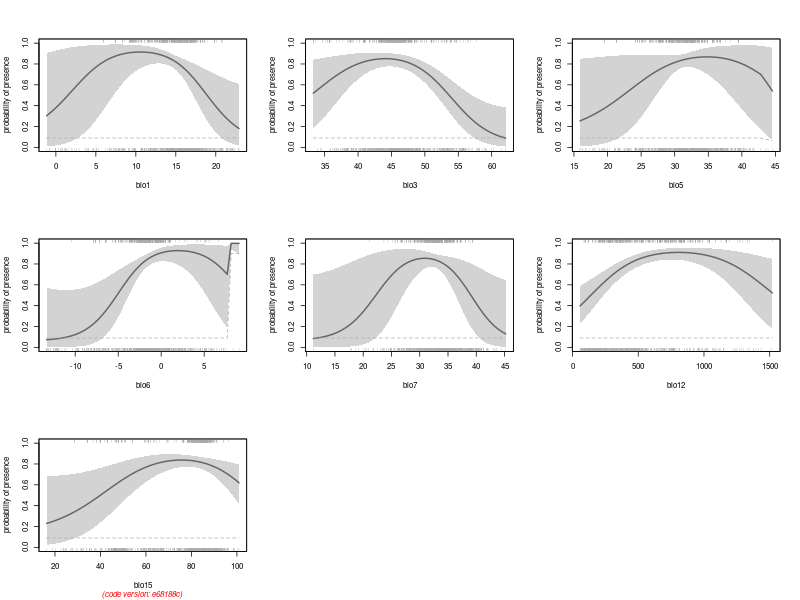 probability of presence
0.0 0.2 0.4 0.6 0.8 1.0
0 5 10 15 20
bio1
probability of presence
0.0 0.2 0.4 0.6 0.8 1.0
35 40 45 50 55 60
bio3
probability of presence
0.0 0.2 0.4 0.6 0.8 1.0
15 20 25 30 35 40 45
bio5
probability of presence
0.0 0.2 0.4 0.6 0.8 1.0
-10 -5 0 5
bio6
probability of presence
0.0 0.2 0.4 0.6 0.8 1.0
10 15 20 25 30 35 40 45
bio7
probability of presence
0.0 0.2 0.4 0.6 0.8 1.0
0 500 1000 1500
bio12
probability of presence
0.0 0.2 0.4 0.6 0.8 1.0
20 40 60 80 100
bio15
(code version: e68188c)